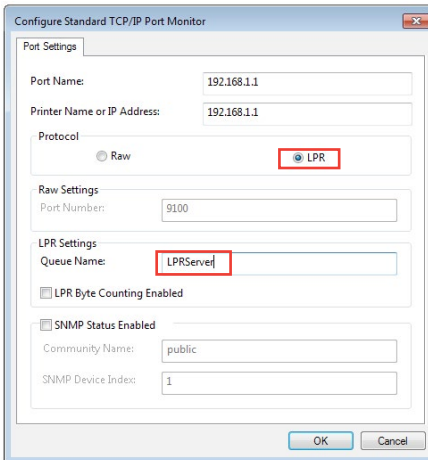 Configure Standard TCP/IP Port Monitor
Port Settings
Port Name: 192.168.1.1
Printer Name or IP Address: 192.168.1.1
Protocol
Raw LPR
Raw Settings
Port Number: 9100
LPR Settings
Queue Name: LPRServer
LPR Byte Counting Enabled
SNMP Status Enabled
Community Name: public
SNMP Device Index: 1
OK Cancel